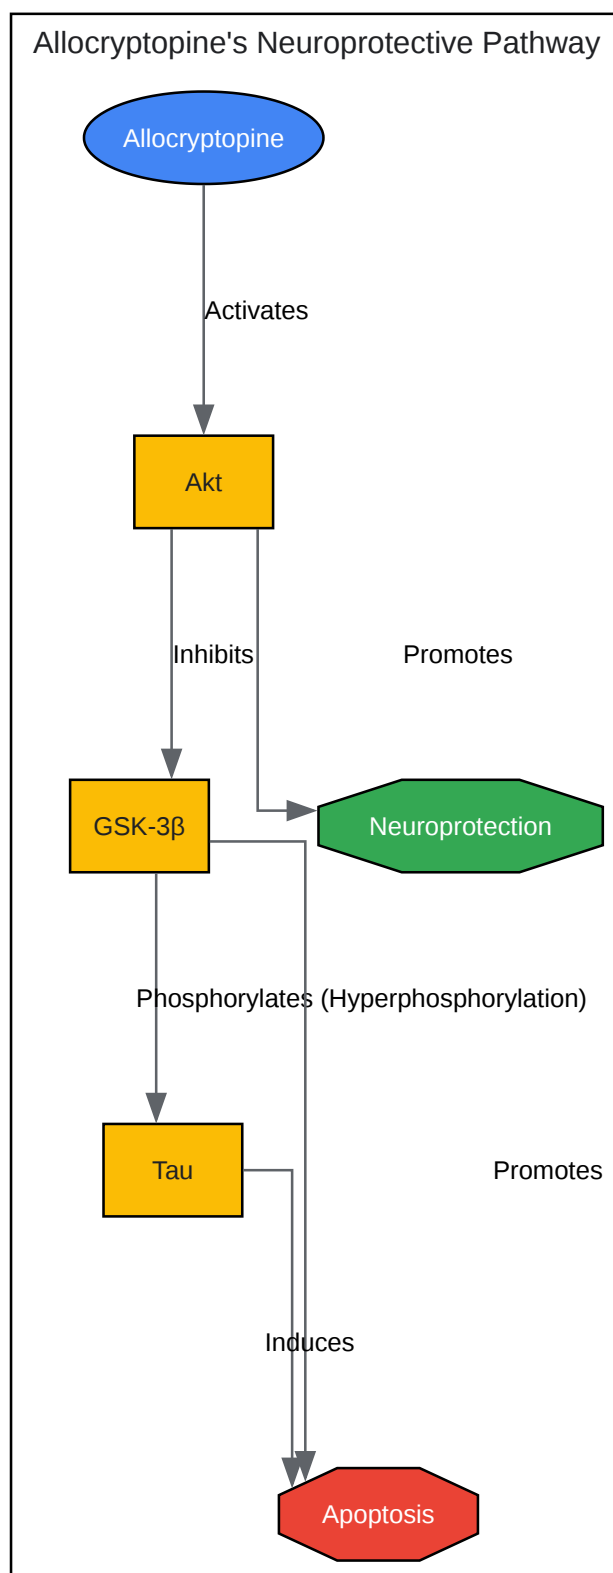 Allocryptopine's Neuroprotective Pathway
Allocryptopine
Activates
Akt
Inhibits
Promotes
GSK-3β
Neuroprotection
Phosphorylates (Hyperphosphorylation)
Tau
Promotes
Induces
Apoptosis